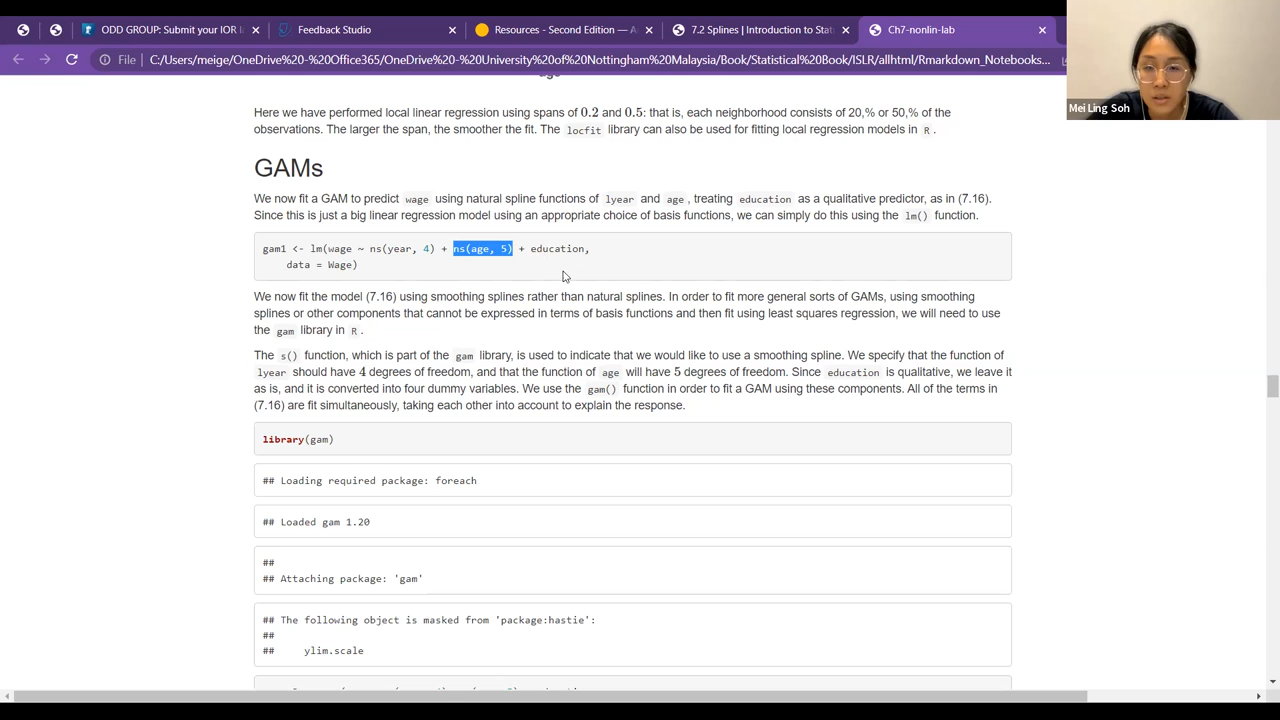 ODD GROUP: Submit your IOR
Feedback Studio
Resources - Second Edition —
7.2 Splines | Introduction to Stat
Ch7-nonlin-lab
File
C:/Users/meige/OneDrive%20-%20Office365/OneDrive%20-%20University%20of%20Nottingham%20Malaysia/Book/Statistical%20Book/ISLR/allhtml/Rmarkdown_Notebooks...
Mei Ling Soh
age
Here we have performed local linear regression using spans of 0.2 and 0.5: that is, each neighborhood consists of 20,% or 50,% of the
observations. The larger the span, the smoother the fit. The locfit library can also be used for fitting local regression models in R .
GAMs
We now fit a GAM to predict wage using natural spline functions of lyear and age , treating education as a qualitative predictor, as in (7.16).
Since this is just a big linear regression model using an appropriate choice of basis functions, we can simply do this using the lm() function.
gam1 <- lm(wage ~ ns(year, 4) + ns(age, 5) + education,
data = Wage)
We now fit the model (7.16) using smoothing splines rather than natural splines. In order to fit more general sorts of GAMs, using smoothing
splines or other components that cannot be expressed in terms of basis functions and then fit using least squares regression, we will need to use
the gam library in R .
The s() function, which is part of the gam library, is used to indicate that we would like to use a smoothing spline. We specify that the function of
lyear should have 4 degrees of freedom, and that the function of age will have 5 degrees of freedom. Since education is qualitative, we leave it
as is, and it is converted into four dummy variables. We use the gam() function in order to fit a GAM using these components. All of the terms in
(7.16) are fit simultaneously, taking each other into account to explain the response.
library(gam)
## Loading required package: foreach
## Loaded gam 1.20
##
## Attaching package: 'gam'
## The following object is masked from 'package:hastie':
##
## ylim.scale